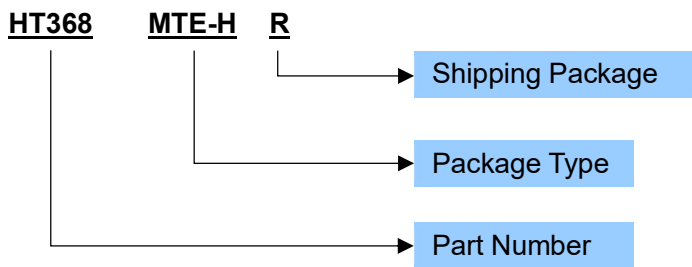 HT368 MTE-H R
Shipping Package
Package Type
Part Number